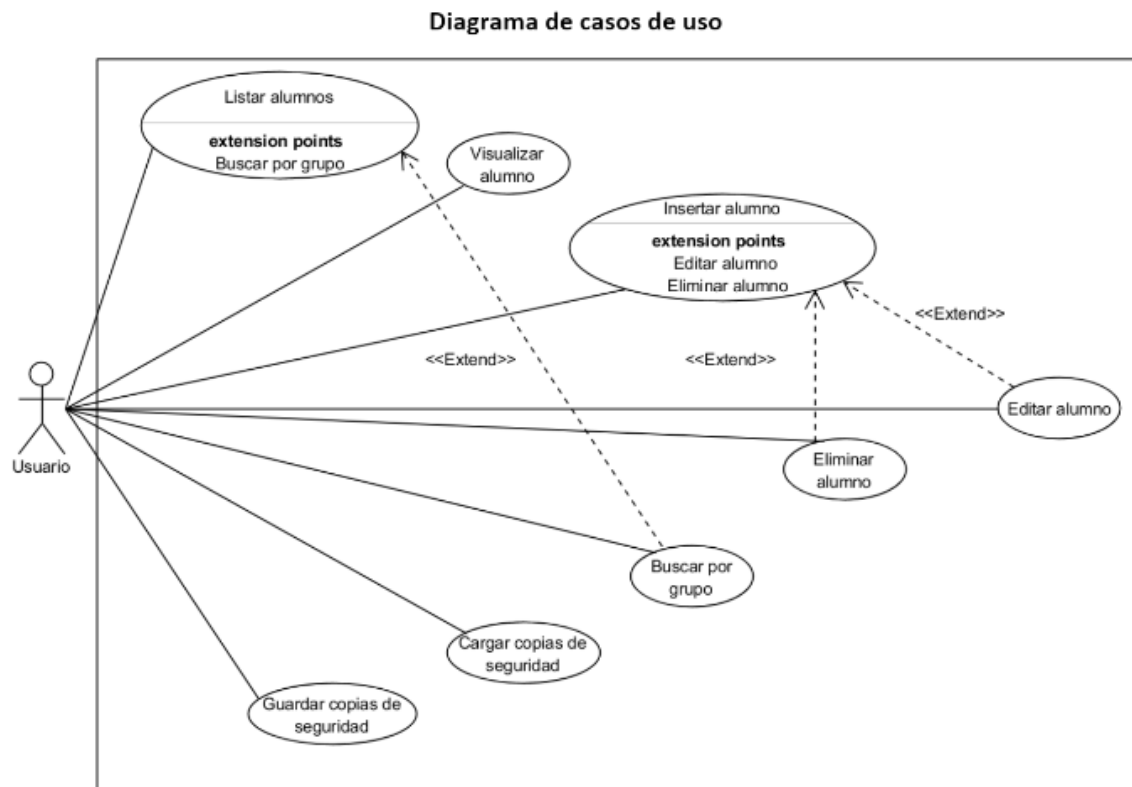 Diagrama de casos de uso
Listar alumnos
extension points
Buscar por grupo
Visualizar
alumno
Insertar alumno
extension points
Editar alumno
Eliminar alumno
<<Extend>>
<<Extend>>
<<Extend>>
Editar alumno
Usuario
Eliminar
alumno
Buscar por
grupo
Cargar copias de
seguridad
Guardar copias de
seguridad